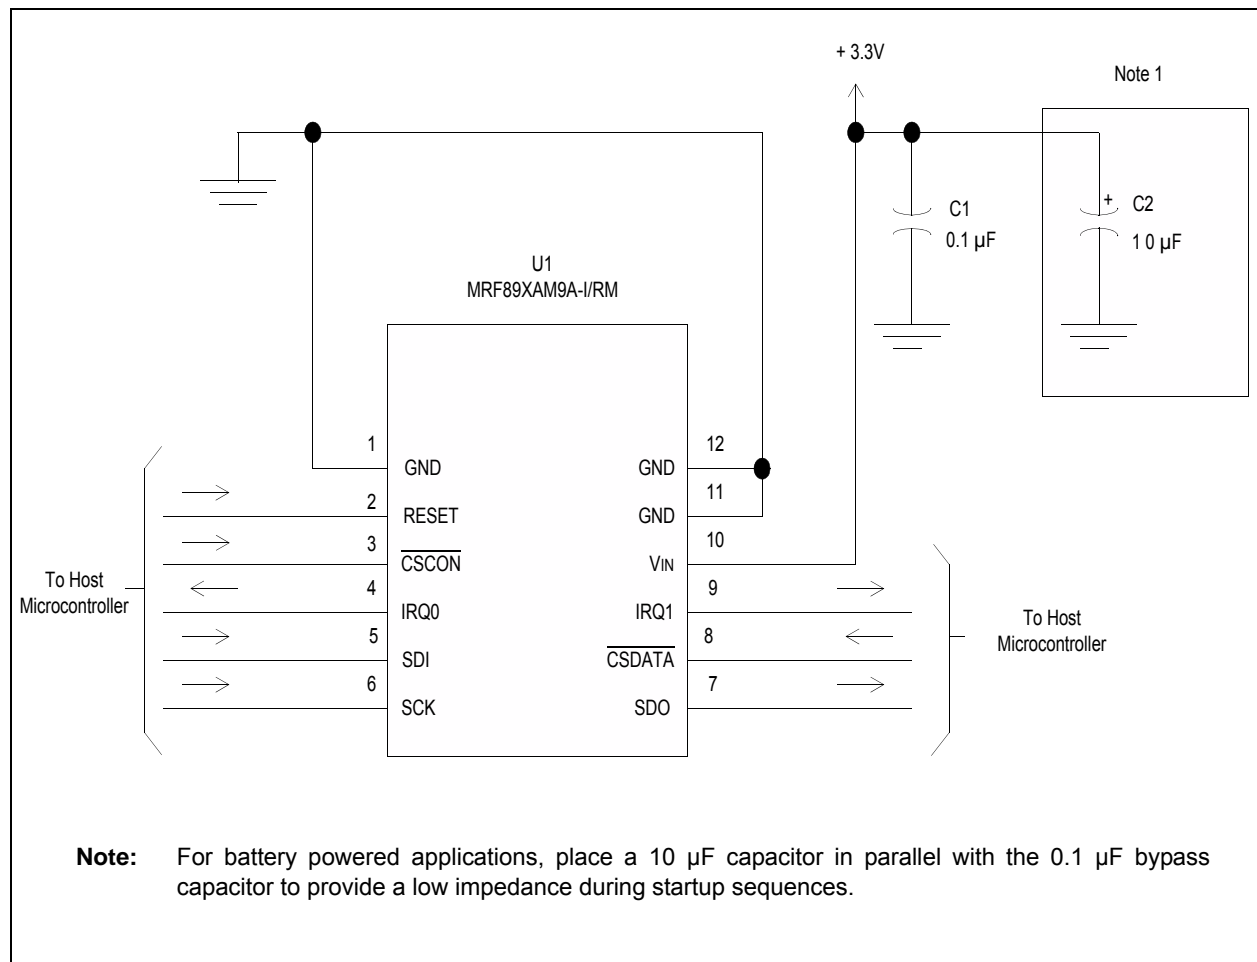 + 3.3V
Note 1
C1
0.1 µF
+ C2
1 0 µF
U1
MRF89XAM9A-I/RM
1
GND
2
RESET
3
CSCON
4
IRQ0
5
SDI
6
SCK
12
GND
11
GND
10
VIN
9
IRQ1
8
CSDATA
7
SDO
To Host
Microcontroller
To Host
Microcontroller
Note: For battery powered applications, place a 10 µF capacitor in parallel with the 0.1 µF bypass
capacitor to provide a low impedance during startup sequences.